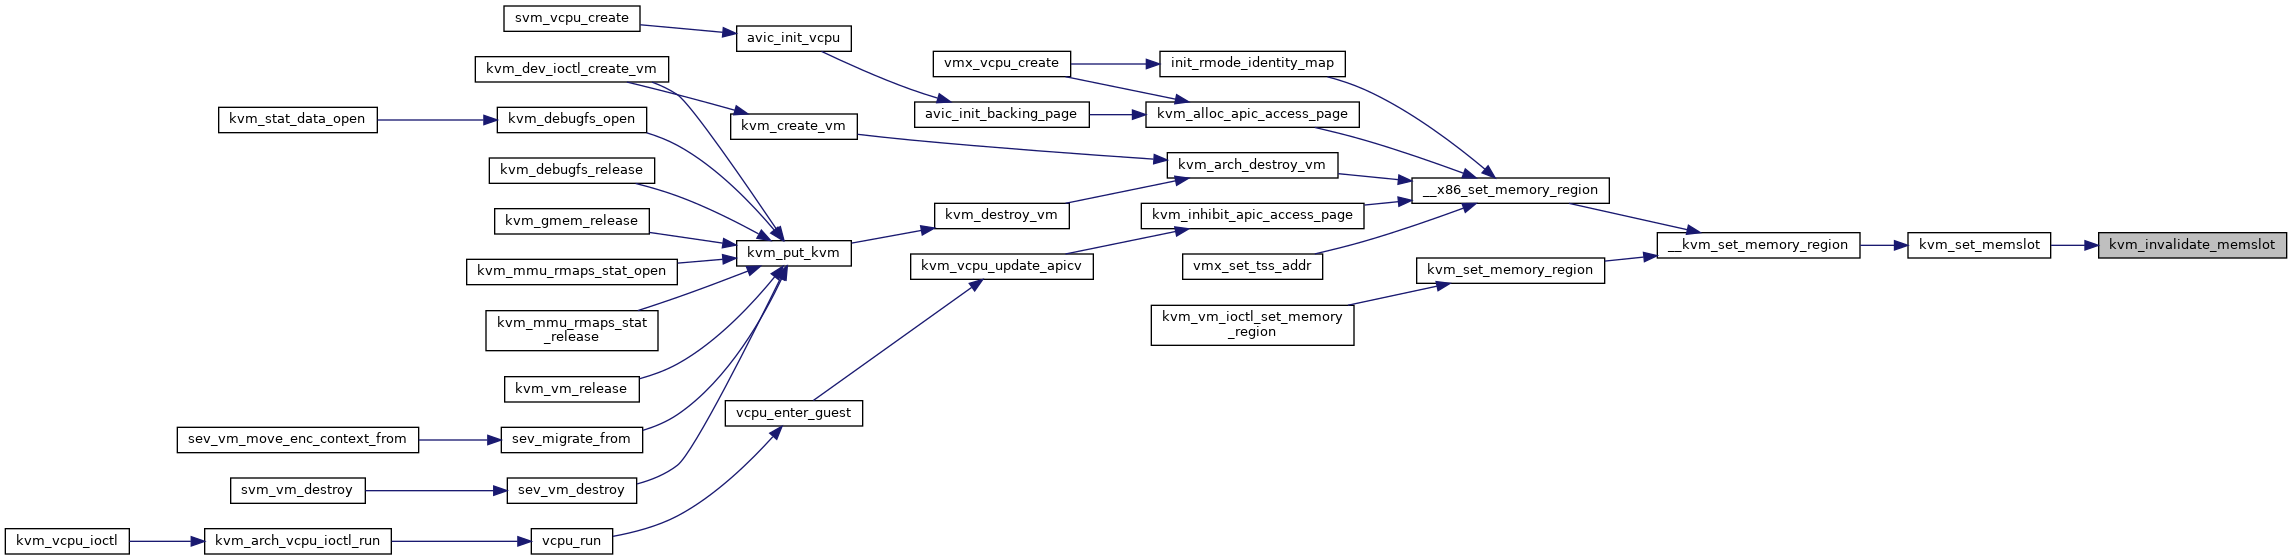 svm_vcpu_create
avic_init_vcpu
kvm_dev_ioctl_create_vm
vmx_vcpu_create
init_rmode_identity_map
kvm_stat_data_open
kvm_debugfs_open
kvm_create_vm
avic_init_backing_page
kvm_alloc_apic_access_page
kvm_debugfs_release
kvm_arch_destroy_vm
__x86_set_memory_region
kvm_gmem_release
kvm_destroy_vm
kvm_inhibit_apic_access_page
kvm_put_kvm
__kvm_set_memory_region
kvm_set_memslot
kvm_invalidate_memslot
kvm_mmu_rmaps_stat_open
kvm_vcpu_update_apicv
vmx_set_tss_addr
kvm_set_memory_region
kvm_mmu_rmaps_stat
_release
kvm_vm_ioctl_set_memory
_region
kvm_vm_release
vcpu_enter_guest
sev_vm_move_enc_context_from
sev_migrate_from
svm_vm_destroy
sev_vm_destroy
kvm_vcpu_ioctl
kvm_arch_vcpu_ioctl_run
vcpu_run